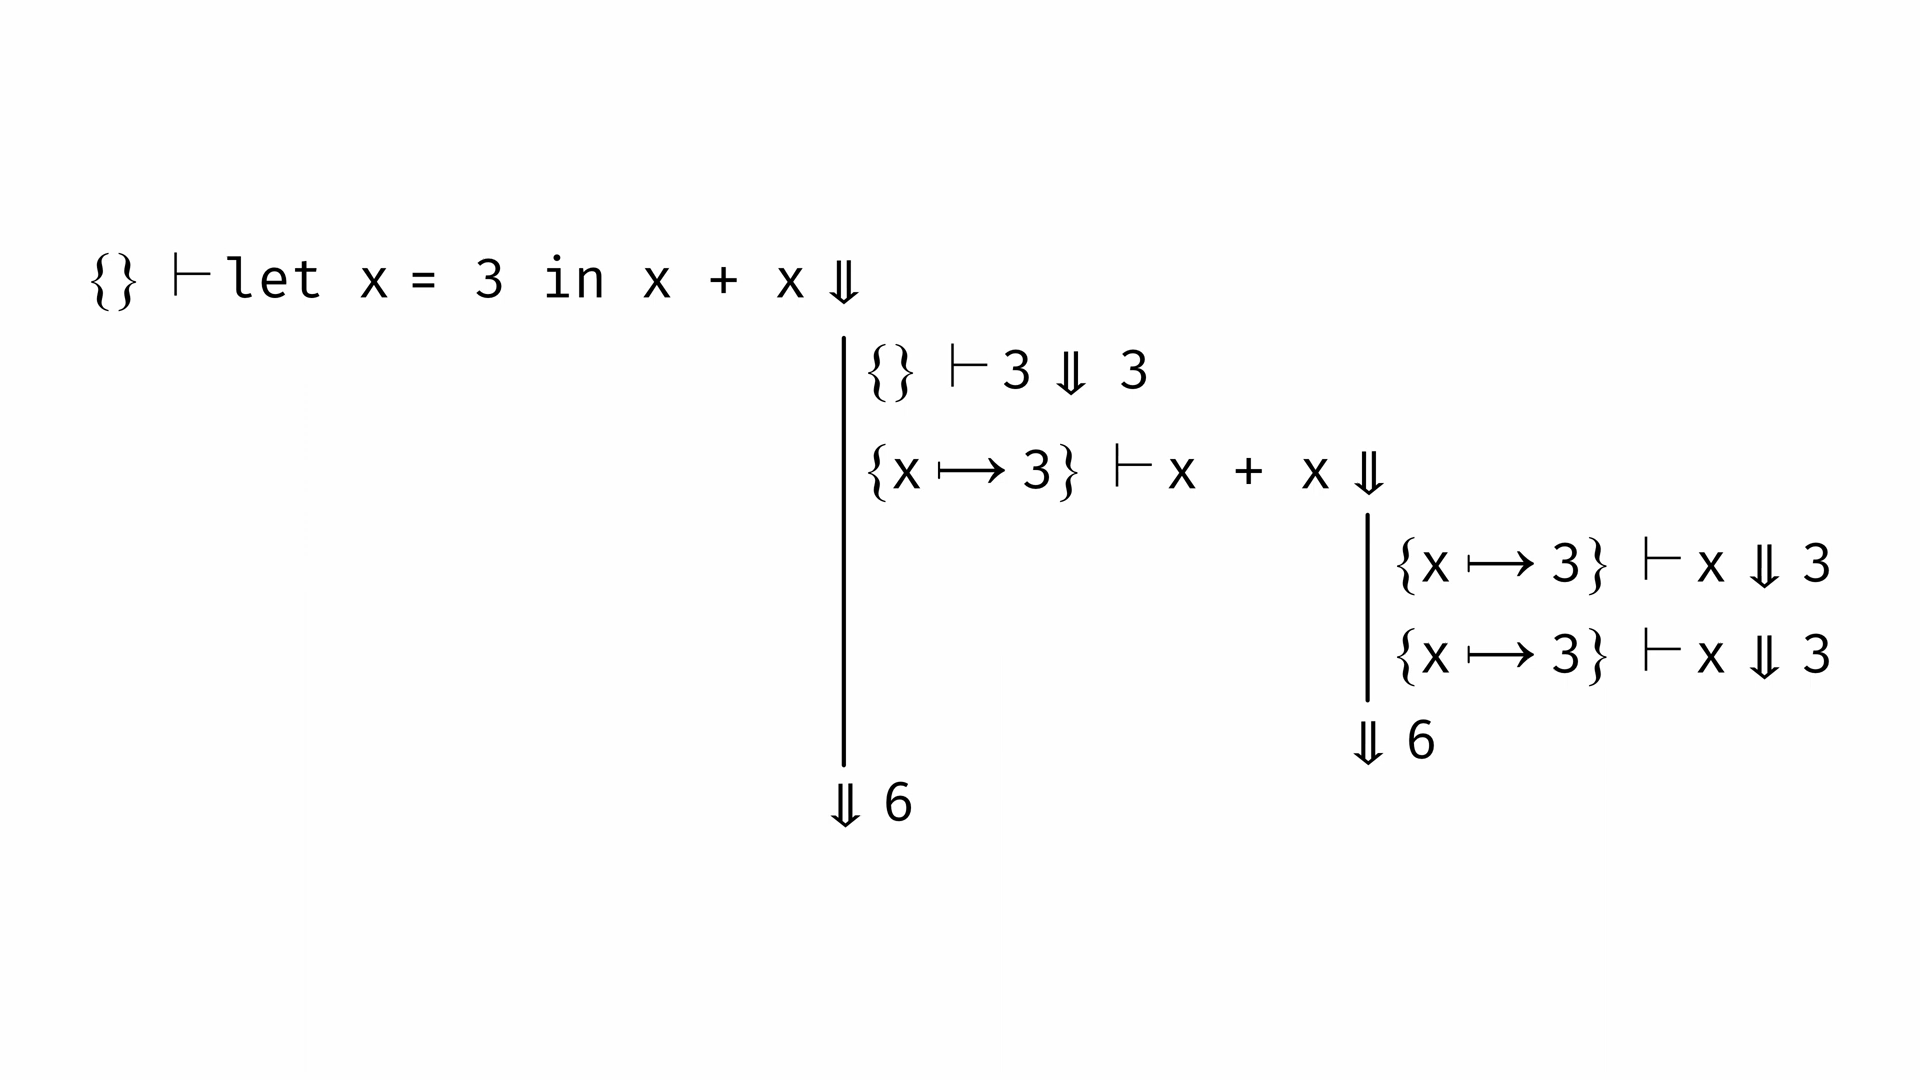 {} ⊢ let x = 3 in x + x ⇓
{} ⊢ 3 ⇓ 3
{x ⟼ 3} ⊢ x + x ⇓
{x ⟼ 3} ⊢ x ⇓ 3
{x ⟼ 3} ⊢ x ⇓ 3
⇓ 6
⇓ 6